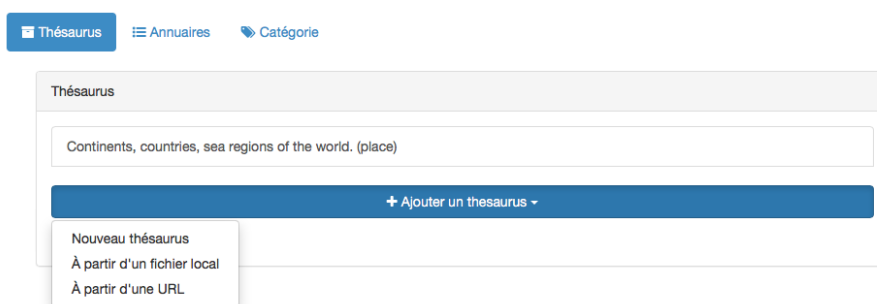 Thésaurus Annuaires Catégorie
Thésaurus
Continents, countries, sea regions of the world. (place)
+ Ajouter un thesaurus
Nouveau thésaurus
À partir d'un fichier local
À partir d'une URL